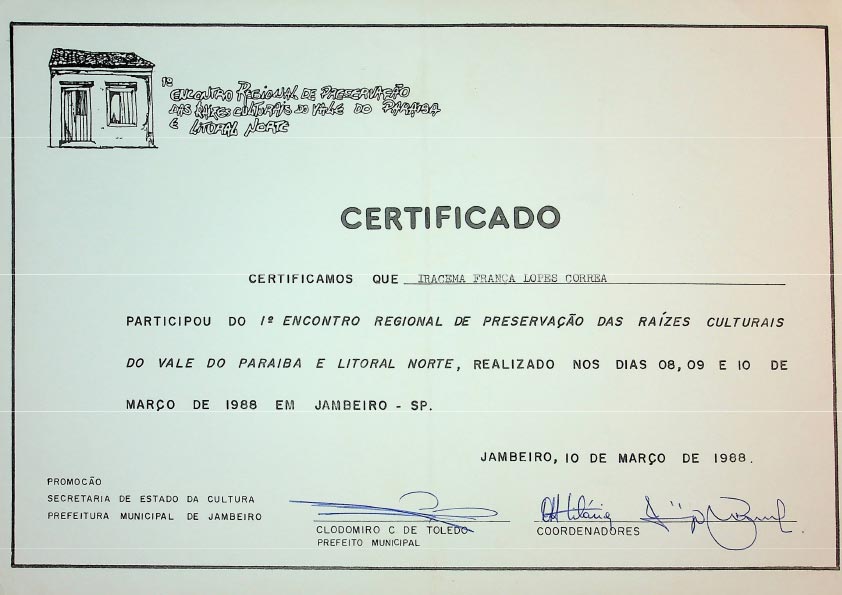 1º
ENCONTRO REGIONAL DE PRESERVAÇÃO
DAS RAÍZES CULTURAIS DO VALE DO PARAIBA
E LITORAL NORTE
CERTIFICADO
CERTIFICAMOS QUE IRACEMA FRANÇA LOPES CORREA
PARTICIPOU DO 1º ENCONTRO REGIONAL DE PRESERVAÇÃO DAS RAÍZES CULTURAIS
DO VALE DO PARAIBA E LITORAL NORTE, REALIZADO NOS DIAS 08, 09 E 10 DE
MARÇO DE 1988 EM JAMBEIRO - SP.
JAMBEIRO, 10 DE MARÇO DE 1988.
PROMOCÃO
SECRETARIA DE ESTADO DA CULTURA
PREFEITURA MUNICIPAL DE JAMBEIRO
CLODOMIRO C DE TOLEDO
PREFEITO MUNICIPAL
COORDENADORES